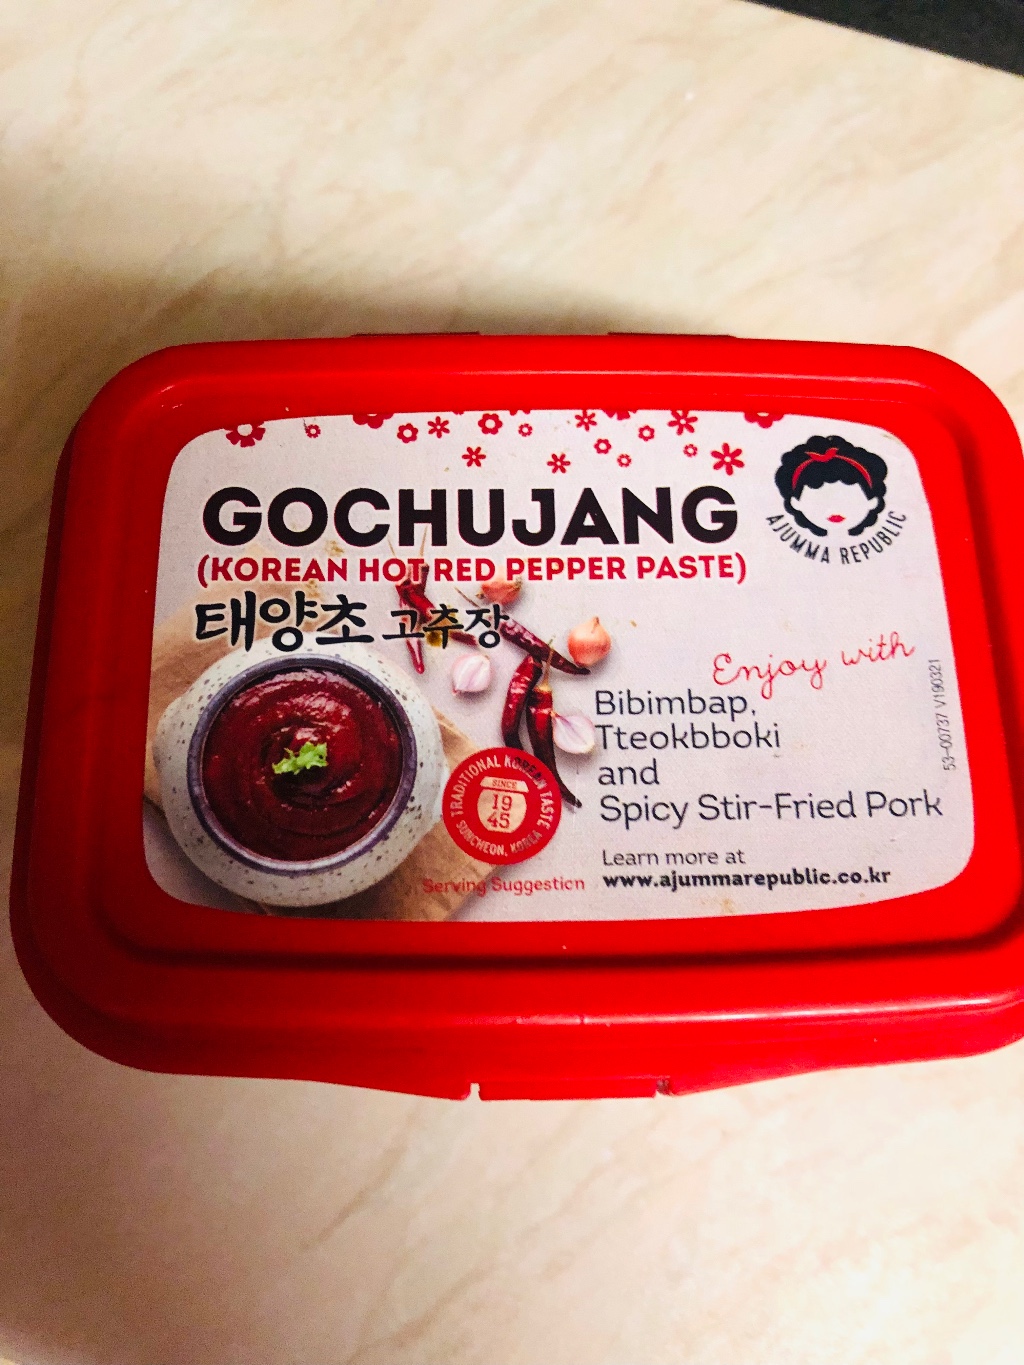 GOCHUJANG
(KOREAN HOT RED PEPPER PASTE)
태양초 고추장
AJUMMA REPUBLIC
Enjoy with
Bibimbap,
Tteokbboki
and
Spicy Stir-Fried Pork
Learn more at
www.ajummarepublic.co.kr
53-00737 V190321
TRADITIONAL KOREAN TASTE
SINCE
19
45
SUNCHEON, KOREA
Serving Suggestion